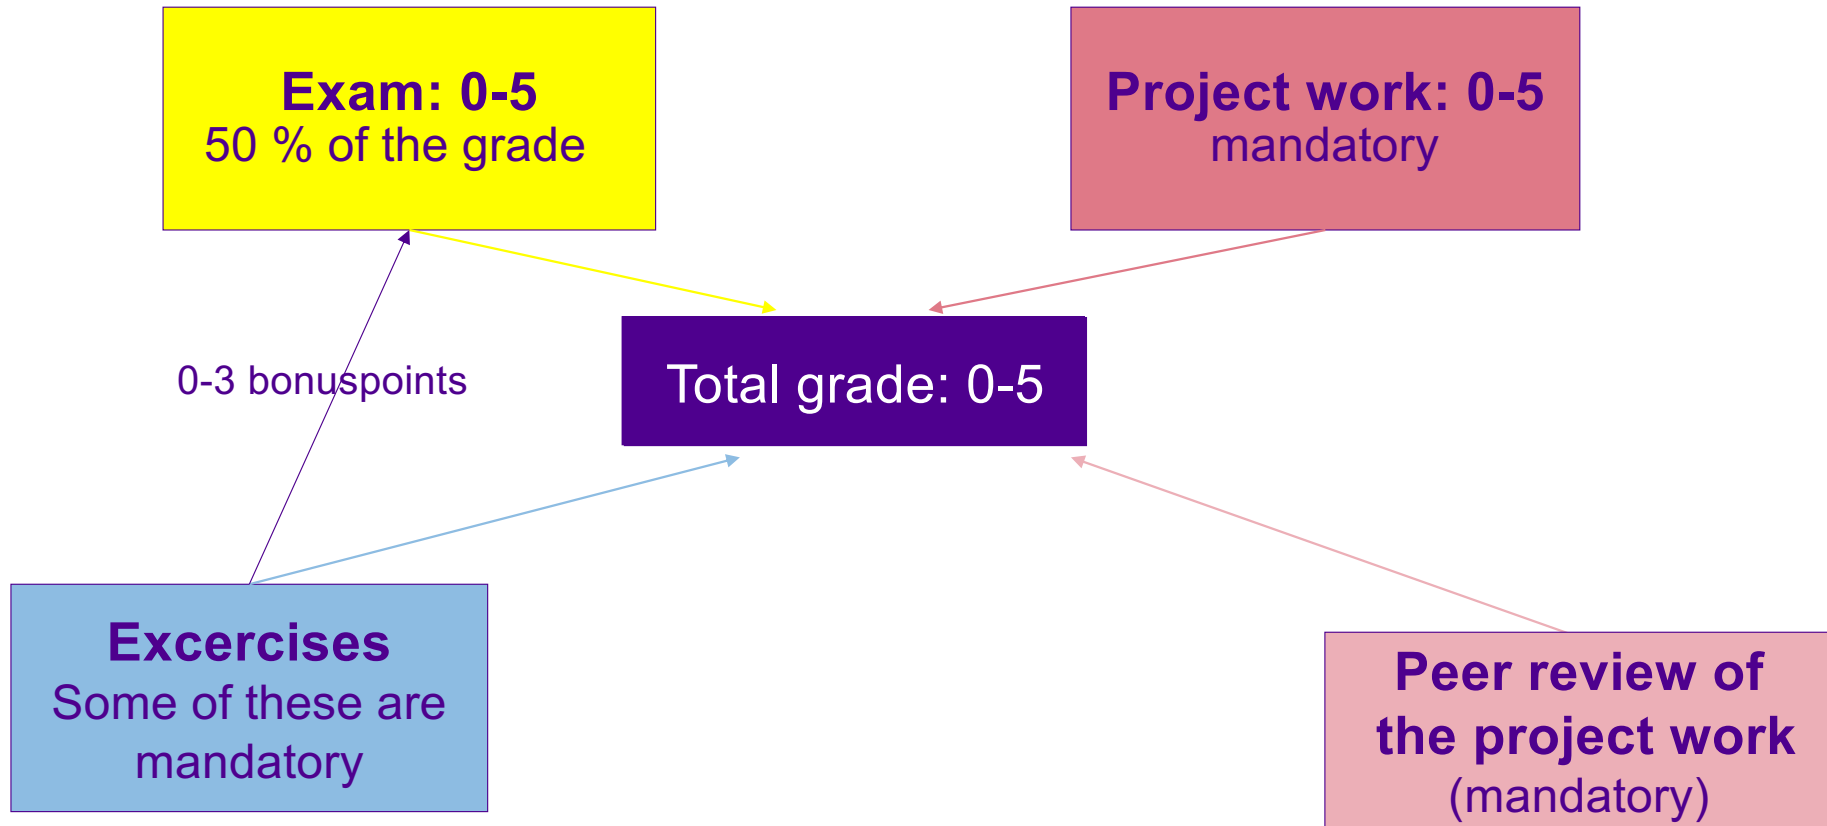 Exam: 0-5
50 % of the grade
Project work: 0-5
mandatory
0-3 bonuspoints
Total grade: 0-5
Excercises
Some of these are
mandatory
Peer review of
the project work
(mandatory)